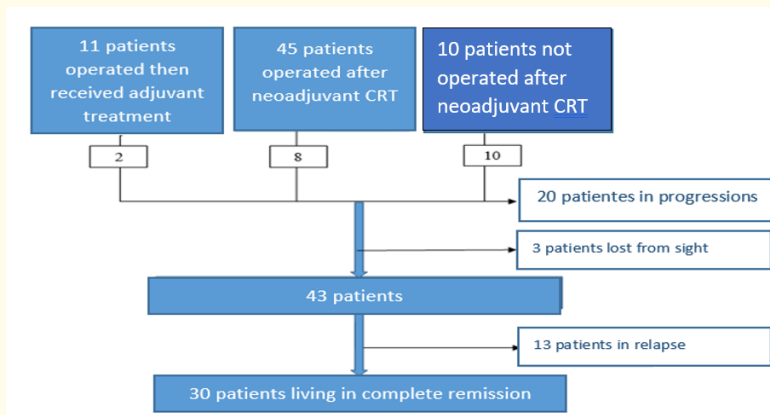 11 patients
operated then
received adjuvant
treatment
45 patients
operated after
neoadjuvant CRT
10 patients not
operated after
neoadjuvant CRT
2
8
10
20 patientes in progressions
3 patients lost from sight
43 patients
13 patients in relapse
30 patients living in complete remission